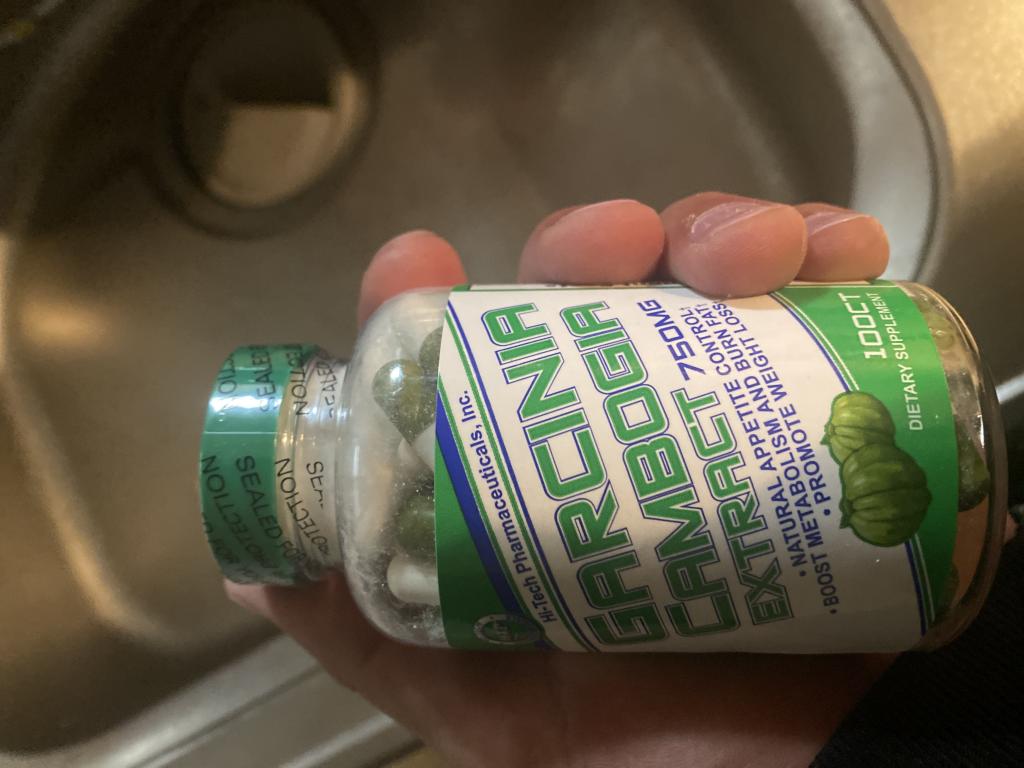 Hi-Tech Pharmaceuticals, Inc.
GARCINIA
CAMBOGIA
EXTRACT 750MG
• NATURAL APPETITE CONTROL!
• BOOST METABOLISM AND BURN FAT!
• PROMOTE WEIGHT LOSS
100CT
DIETARY SUPPLEMENT
SEALED
SEALED
PROTECTION